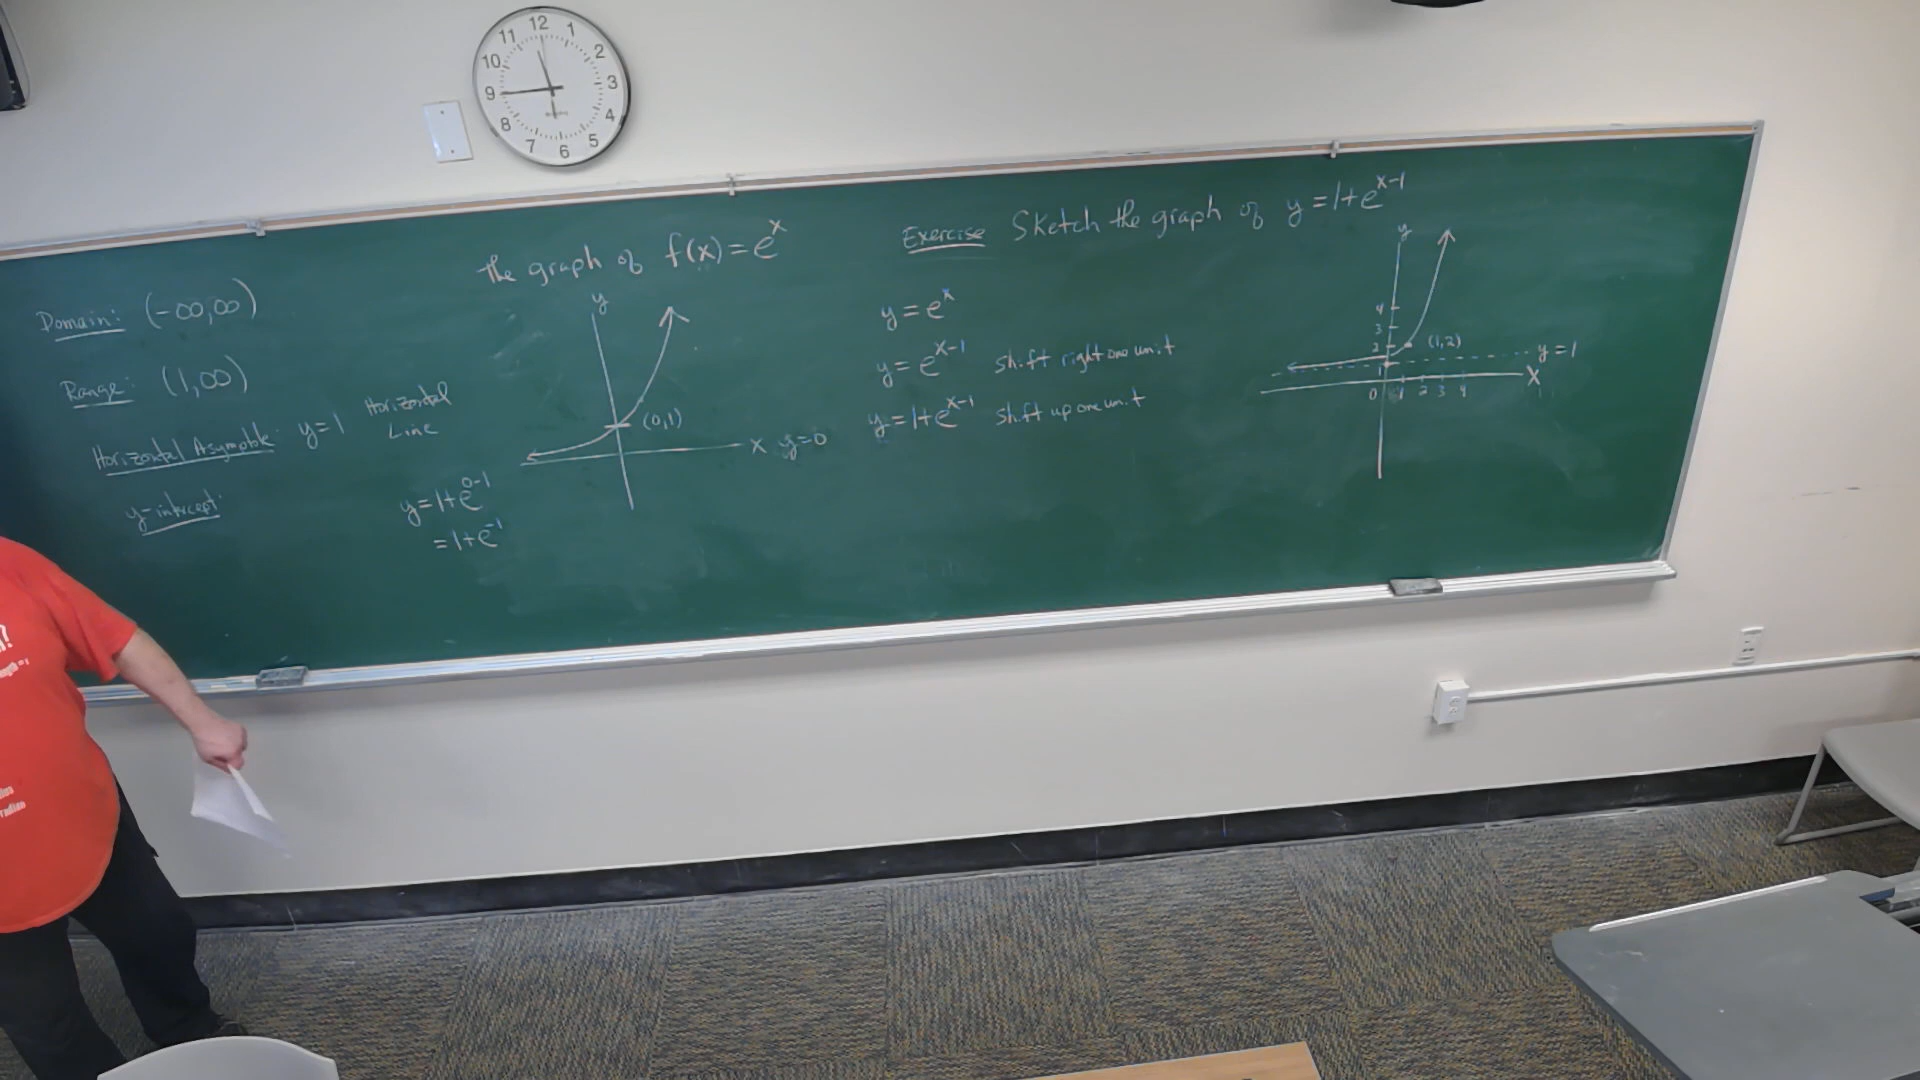 12 1 2 3 4 5 6 7 8 9 10 11
the graph of f(x) = e^x
y
(0,1)
x y=0
Domain: (-∞,∞)
Range: (1,∞)
Horizontal Asymptote: y=1 Horizontal Line
y-intercept:
y=1+e^{0-1}
=1+e^{-1}
Exercise Sketch the graph of y=1+e^{x-1}
y=e^x
y=e^{x-1} shift right one unit
y=1+e^{x-1} shift up one unit
y
4
3
2
1
(1,2)
y=1
X
0 1 2 3 4